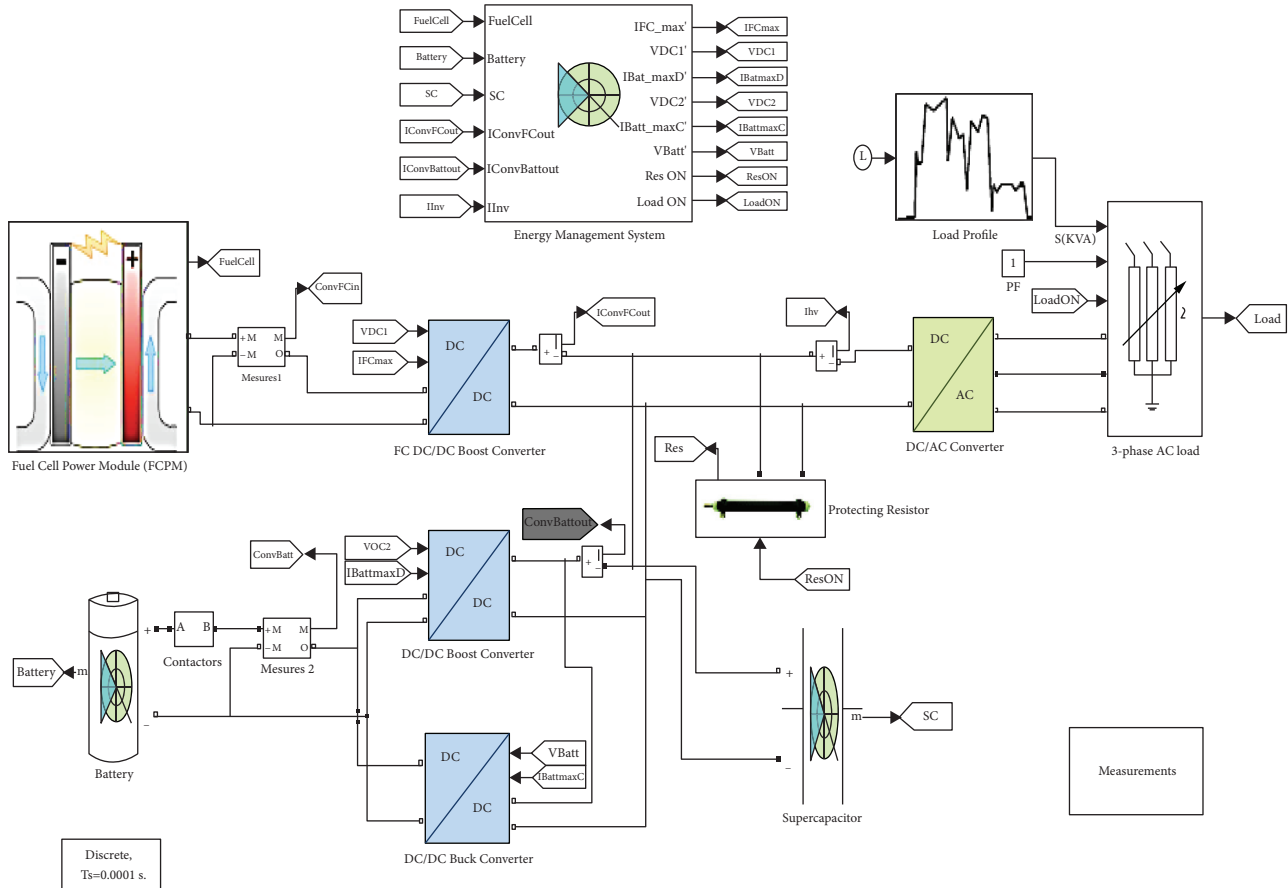 FuelCell
FuelCell
IFC_max'
IFCmax
Battery
Battery
VDC1'
VDC1
SC
SC
IBat_maxD'
IBatmaxD
IConvFCout
IConvFCout
VDC2'
VDC2
IConvBattout
IConvBattout
IBatt_maxC'
IBattmaxC
IInv
IInv
VBatt'
VBatt
Res ON
ResON
Load ON
LoadON
Energy Management System
L
Load Profile
S(KVA)
1
PF
LoadON
Load
3-phase AC load
- +
FuelCell
ConvFCin
+M M
−M O
Mesures1
Fuel Cell Power Module (FCPM)
VDC1
IFCmax
DC
DC
FC DC/DC Boost Converter
IConvFCout
+ −
Ihv
+ −
DC
AC
DC/AC Converter
Res
Protecting Resistor
ResON
ConvBattout
+ −
ConvBatt
VOC2
IBattmaxD
DC
DC
DC/DC Boost Converter
+
A B
Contactors
+M M
−M O
Mesures 2
Battery
m
−
Battery
DC
DC
VBatt
IBattmaxC
DC/DC Buck Converter
+
m
SC
−
Supercapacitor
Measurements
Discrete,
Ts=0.0001 s.